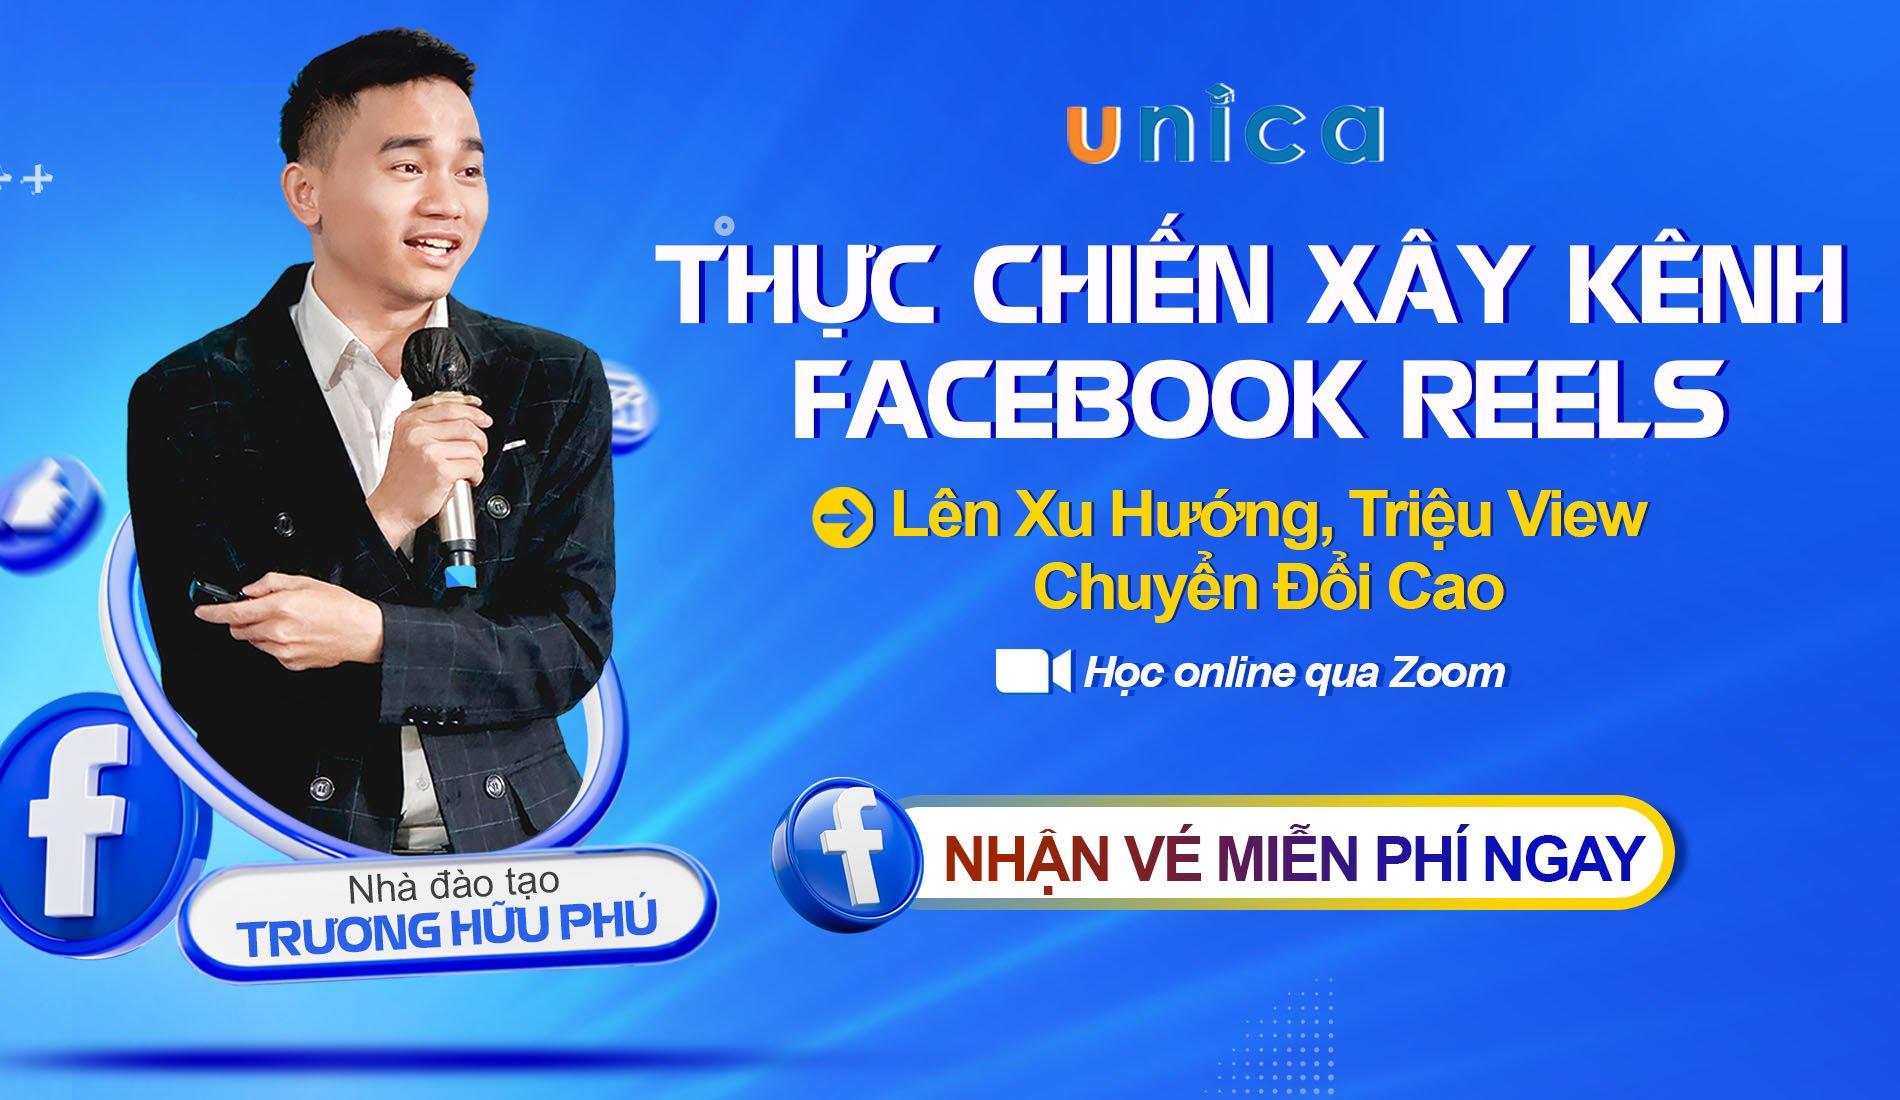 unica
THỰC CHIẾN XÂY KÊNH
FACEBOOK REELS
Lên Xu Hướng, Triệu View
Chuyển Đổi Cao
Học online qua Zoom
f NHẬN VÉ MIỄN PHÍ NGAY
f
Nhà đào tạo
TRƯƠNG HỮU PHÚ